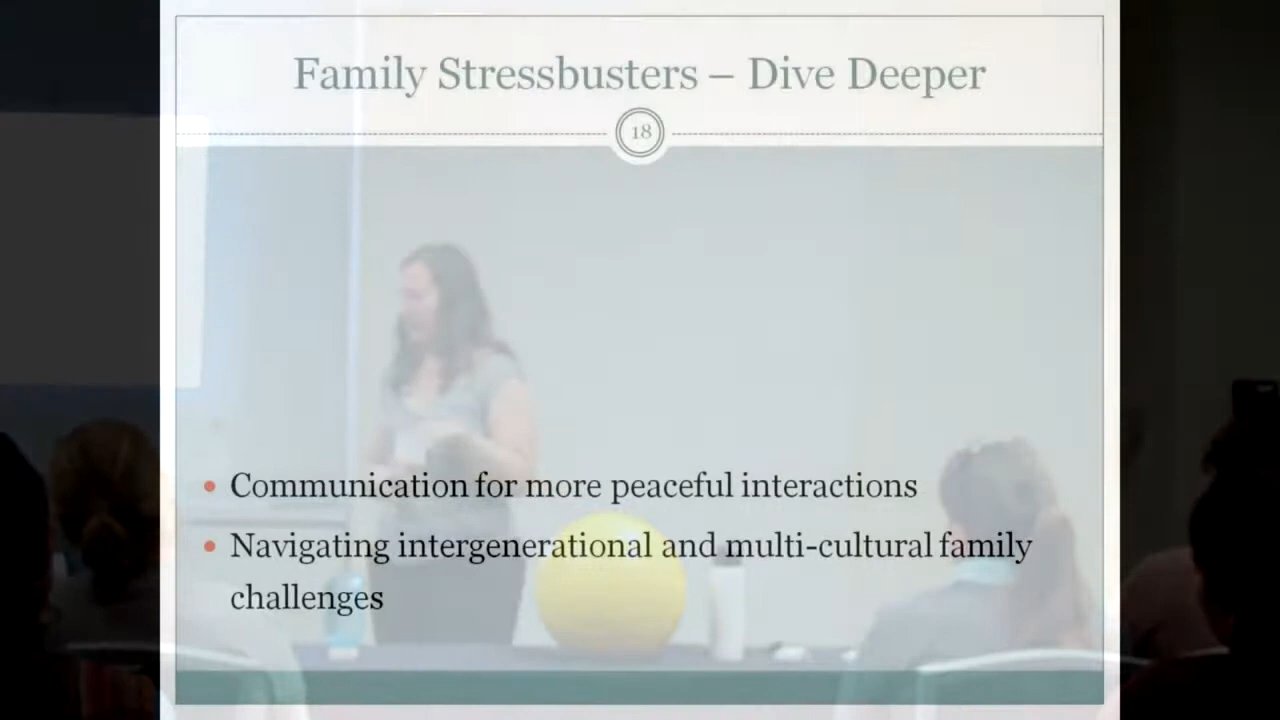 Family Stressbusters – Dive Deeper
18
• Communication for more peaceful interactions
• Navigating intergenerational and multi-cultural family
challenges